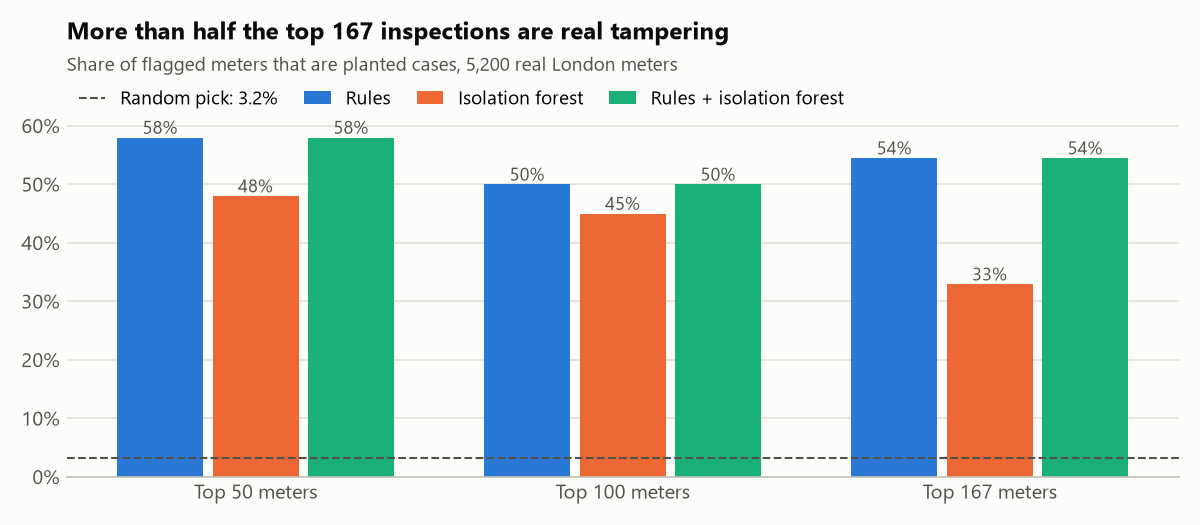 More than half the top 167 inspections are real tampering
Share of flagged meters that are planted cases, 5,200 real London meters
Random pick: 3.2% Rules Isolation forest Rules + isolation forest
60%
50%
40%
30%
20%
10%
0%
58% 48% 58%
50% 45% 50%
54% 33% 54%
Top 50 meters Top 100 meters Top 167 meters